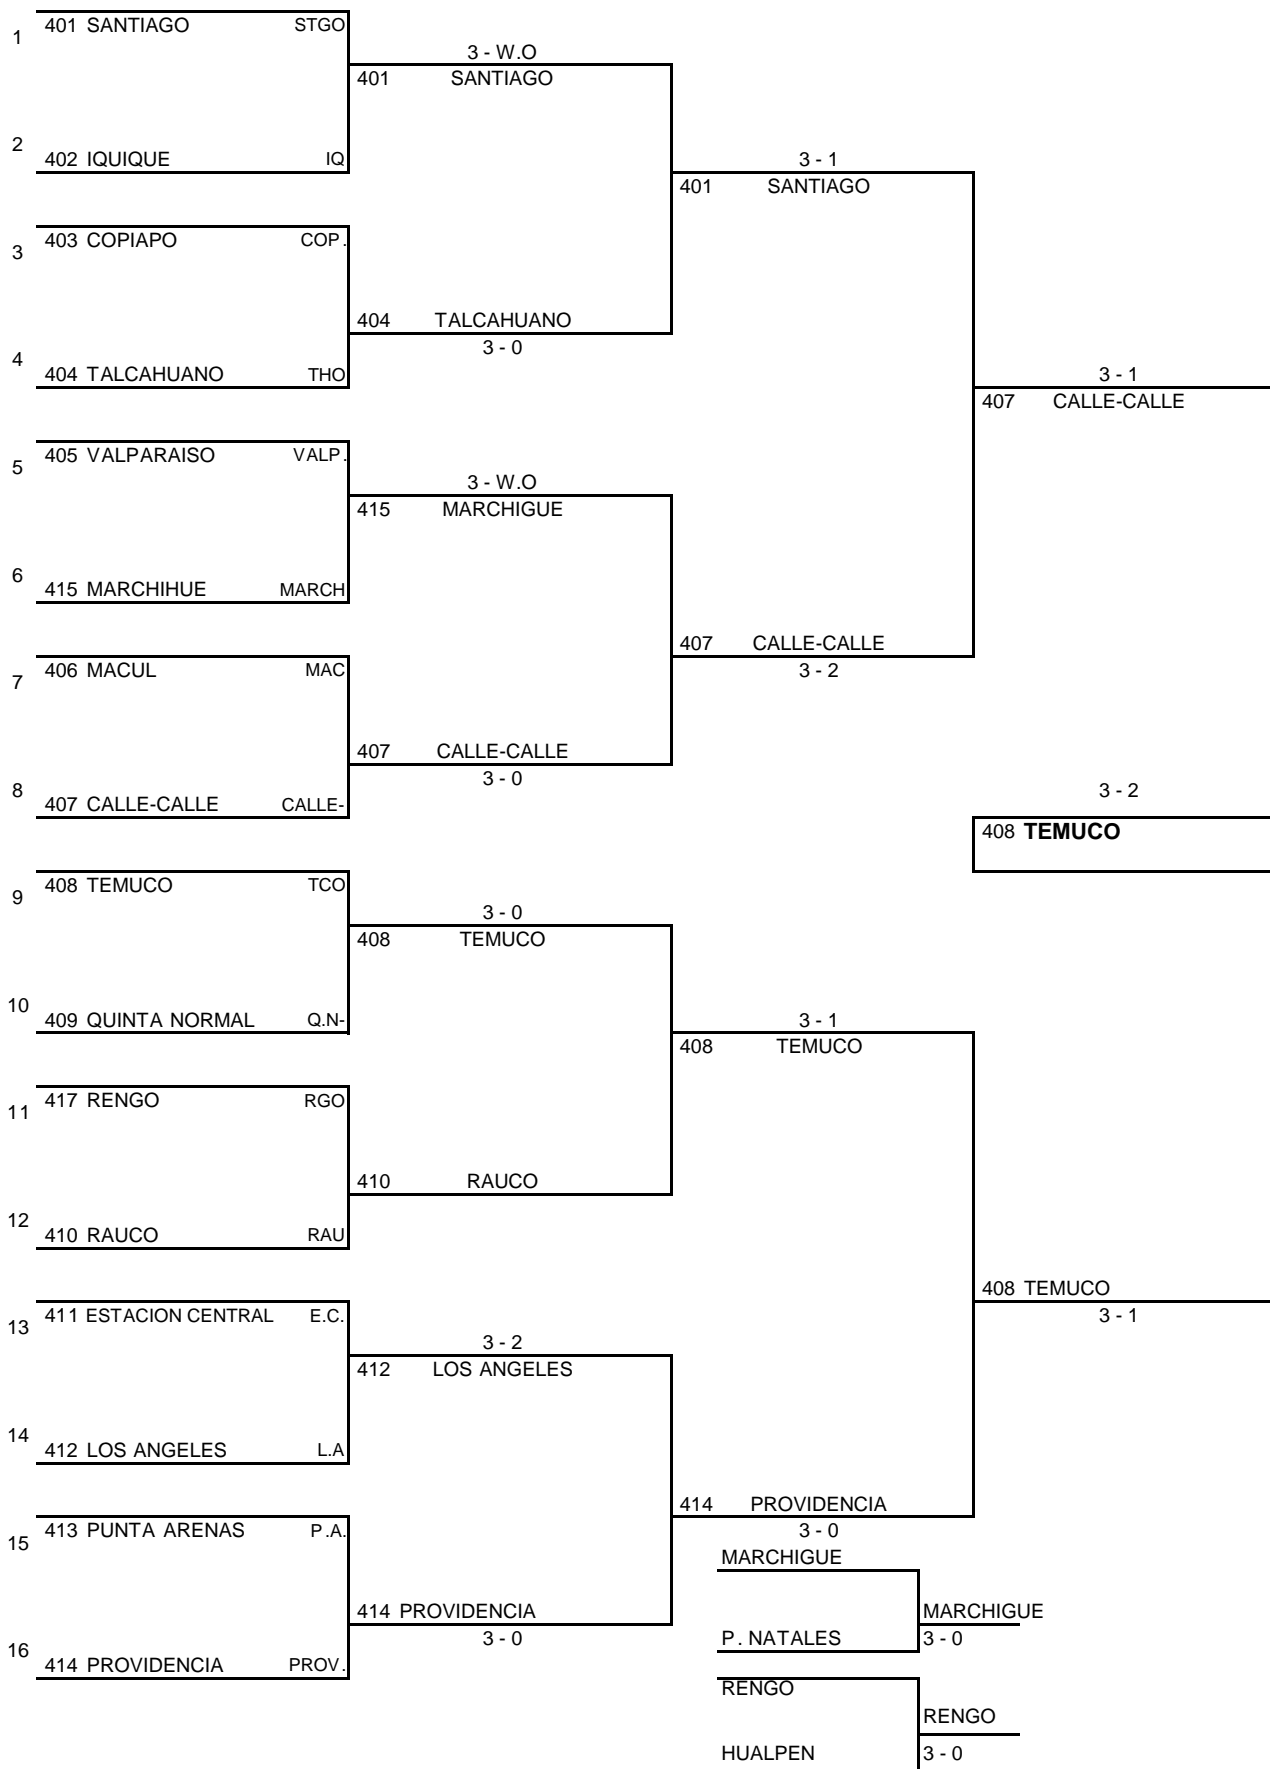 1 401 SANTIAGO STGO
3 - W.O
401 SANTIAGO
2 402 IQUIQUE IQ
3 - 1
401 SANTIAGO
3 403 COPIAPO COP.
404 TALCAHUANO
3 - 0
4 404 TALCAHUANO THO
3 - 1
407 CALLE-CALLE
5 405 VALPARAISO VALP.
3 - W.O
415 MARCHIGUE
6 415 MARCHIHUE MARCH
407 CALLE-CALLE
3 - 2
7 406 MACUL MAC
407 CALLE-CALLE
3 - 0
8 407 CALLE-CALLE CALLE-
3 - 2
408 TEMUCO
9 408 TEMUCO TCO
3 - 0
408 TEMUCO
10 409 QUINTA NORMAL Q.N-
3 - 1
408 TEMUCO
11 417 RENGO RGO
410 RAUCO
12 410 RAUCO RAU
408 TEMUCO
3 - 1
13 411 ESTACION CENTRAL E.C.
3 - 2
412 LOS ANGELES
14 412 LOS ANGELES L.A
414 PROVIDENCIA
3 - 0
15 413 PUNTA ARENAS P.A.
MARCHIGUE
414 PROVIDENCIA
3 - 0
MARCHIGUE
P. NATALES 3 - 0
16 414 PROVIDENCIA PROV.
RENGO
RENGO
HUALPEN 3 - 0